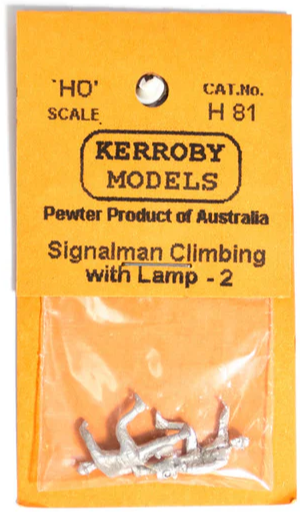 'HO' CAT.No.
SCALE H 81
KERROBY
MODELS
Pewter Product of Australia
Signalman Climbing
with Lamp - 2